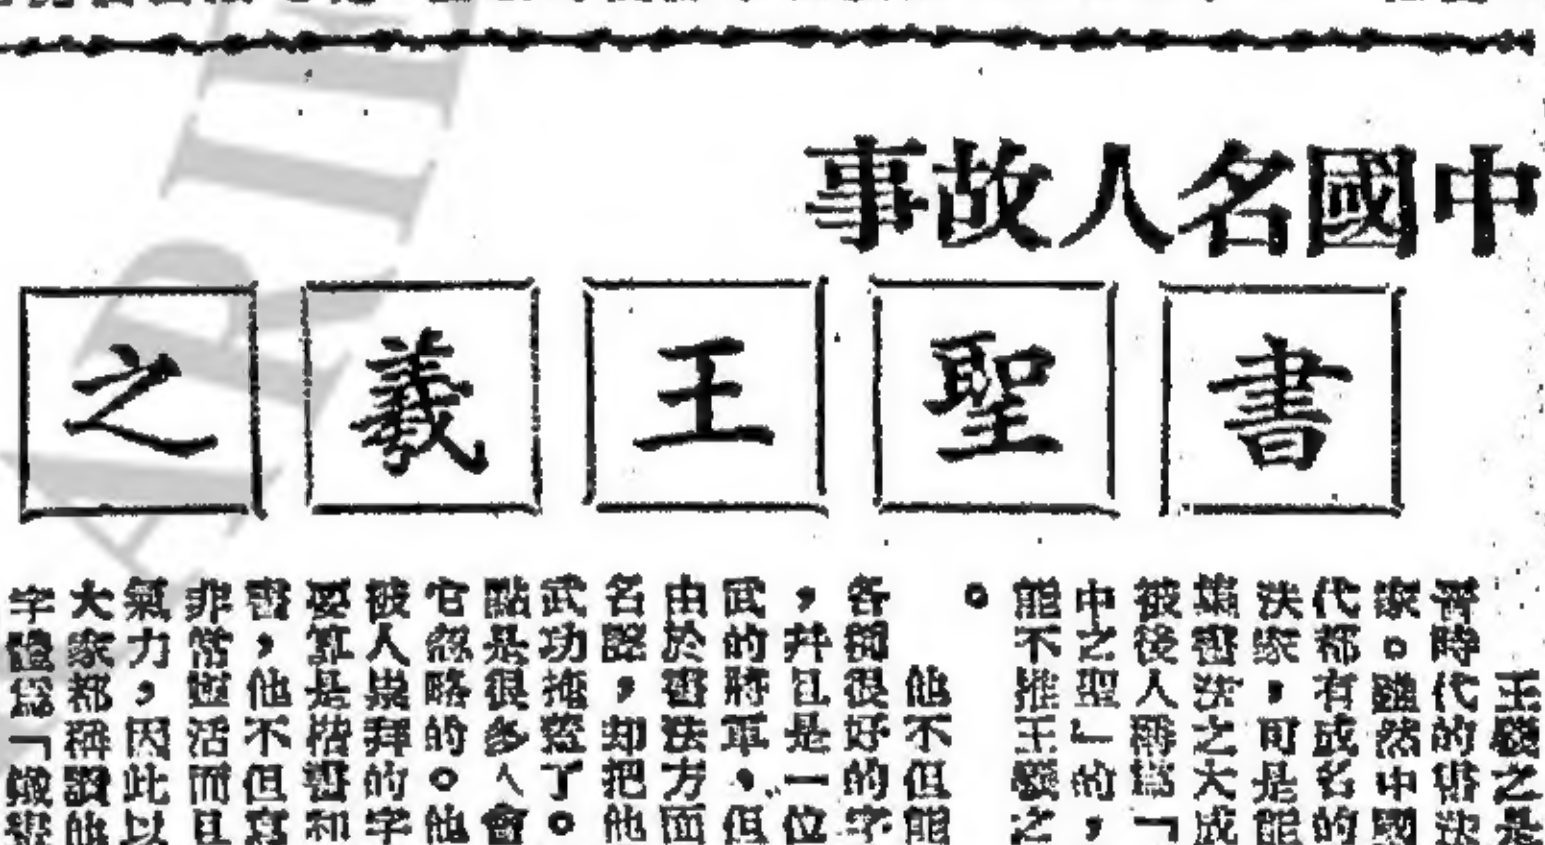 中國名人故事
書聖王羲之
王羲之是
晋時代的書法
家。雖然中國
代都有成名的
法家,可是能
書法之大成
被後人稱爲「
中之聖」的,
能不推王羲之
。
他不但能
各種很好的字
,并且是一位
武的將軍,但
由於書法方面
名聲,却把他
武功掩蓋了。
點是很多人會
它忽略的。他
被人崇拜的字
要算是楷書和
書,他不但寫
非常靈活而且
氣力,因此以
大家都稱讚他
字體爲「